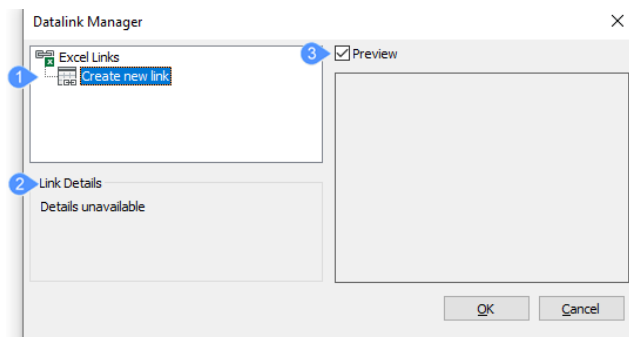 Datalink Manager
Excel Links
1 Create new link
3 Preview
2 Link Details
Details unavailable
OK Cancel